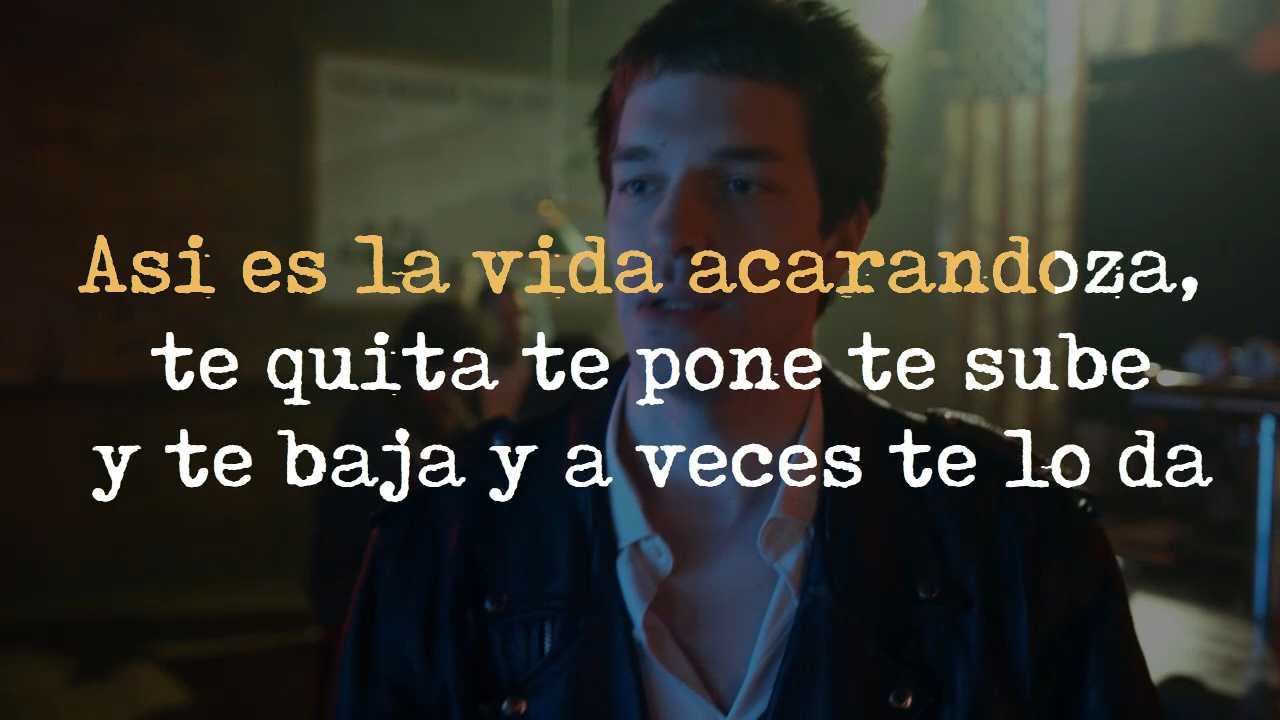 Asi es la vida acarandoza,
te quita te pone te sube
y te baja y a veces te lo da